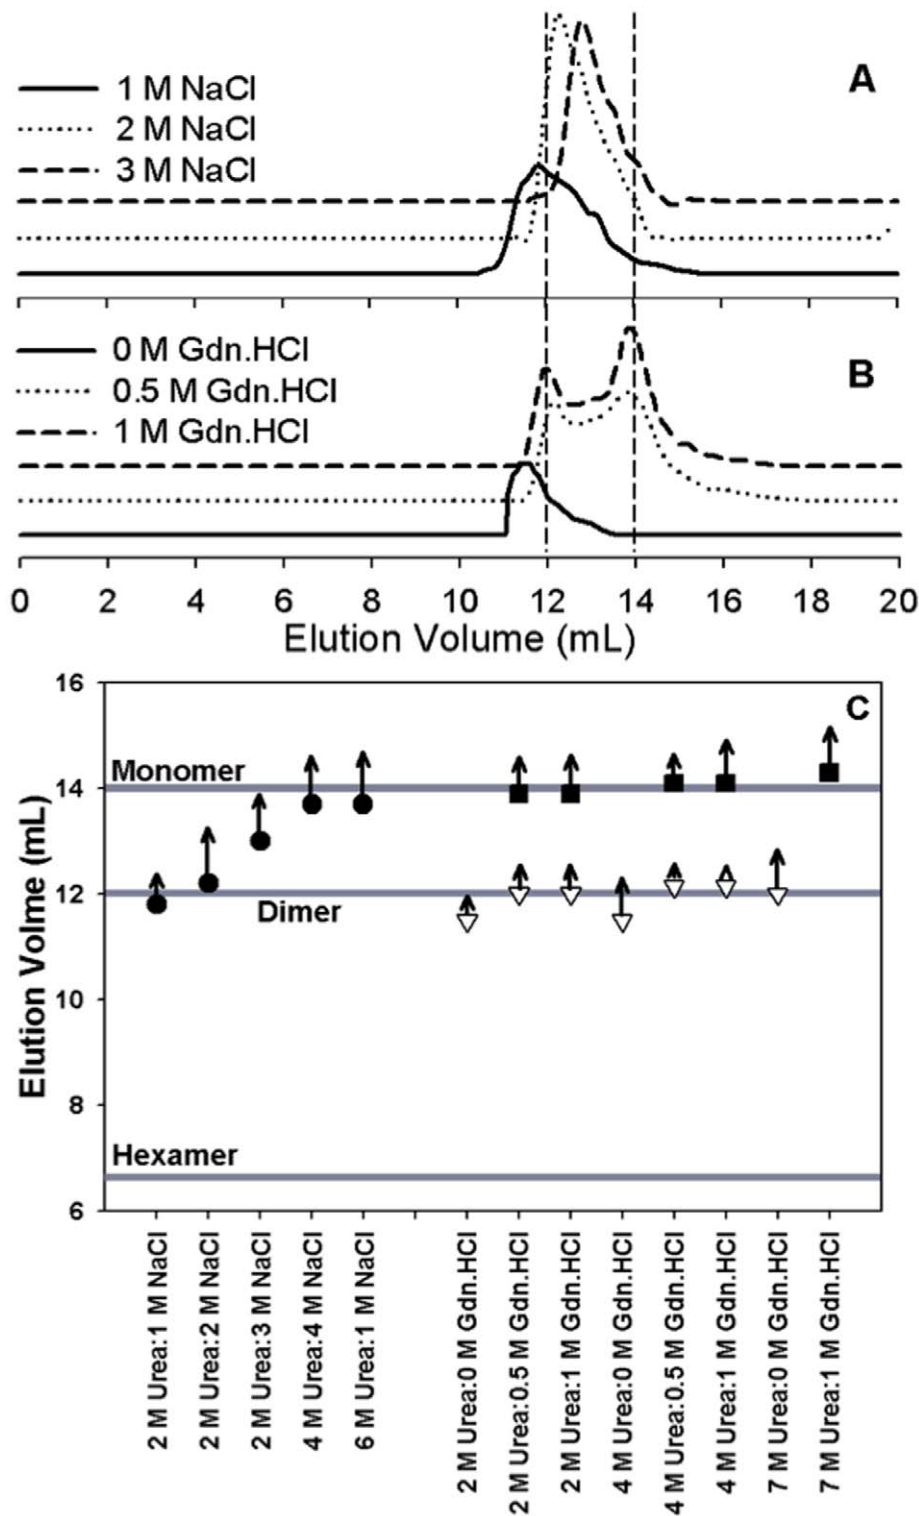 A
1 M NaCl
2 M NaCl
3 M NaCl
0 M Gdn.HCl
B
0.5 M Gdn.HCl
1 M Gdn.HCl
0 2 4 6 8 10 12 14 16 18 20
Elution Volume (mL)
16
C
Monomer
14
12
Dimer
10
8
Hexamer
6
Elution Volme (mL)
2 M Urea:1 M NaCl
2 M Urea:2 M NaCl
2 M Urea:3 M NaCl
4 M Urea:4 M NaCl
6 M Urea:1 M NaCl
2 M Urea:0 M Gdn.HCl
2 M Urea:0.5 M Gdn.HCl
2 M Urea:1 M Gdn.HCl
4 M Urea:0 M Gdn.HCl
4 M Urea:0.5 M Gdn.HCl
4 M Urea:1 M Gdn.HCl
7 M Urea:0 M Gdn.HCl
7 M Urea:1 M Gdn.HCl